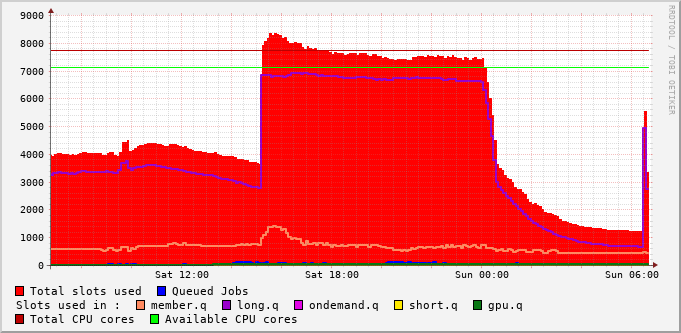 9000
8000
7000
6000
5000
4000
3000
2000
1000
0
Sat 12:00 Sat 18:00 Sun 00:00 Sun 06:00
RRDTOOL / TOBI OETIKER
Total slots used Queued Jobs
Slots used in : member.q long.q ondemand.q short.q gpu.q
Total CPU cores Available CPU cores